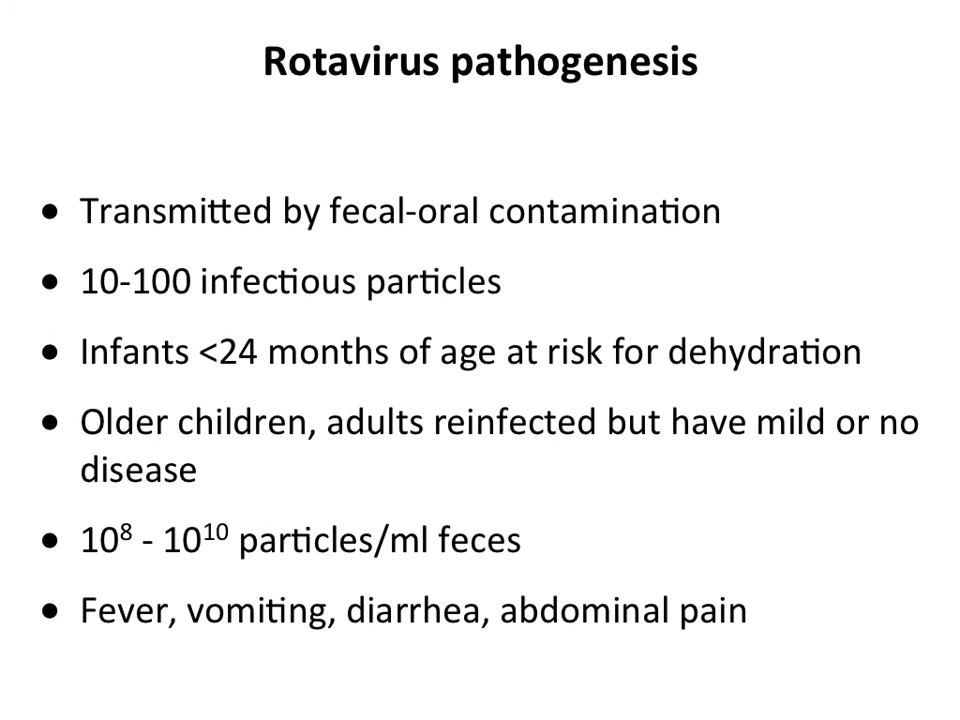 Rotavirus pathogenesis
• Transmitted by fecal-oral contamination
• 10-100 infectious particles
• Infants <24 months of age at risk for dehydration
• Older children, adults reinfected but have mild or no
disease
• 10⁸ - 10¹⁰ particles/ml feces
• Fever, vomiting, diarrhea, abdominal pain